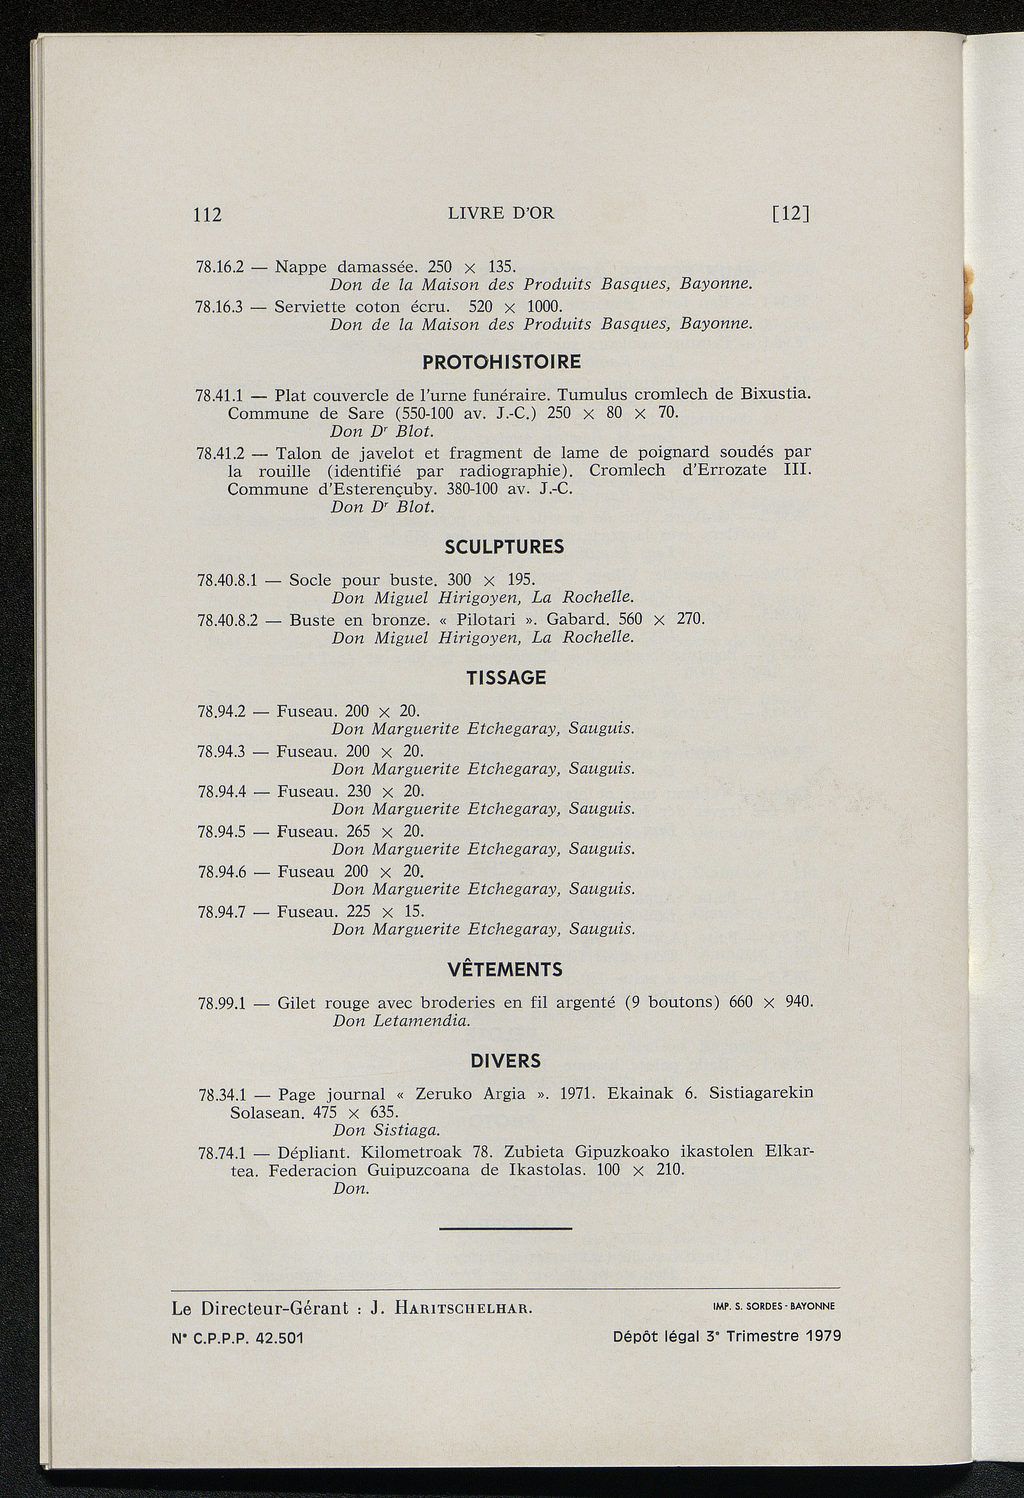 112 LIVRE D'OR [12]
78.16.2 — Nappe damassée. 250 × 135.
Don de la Maison des Produits Basques, Bayonne.
78.16.3 — Serviette coton écru. 520 × 1000.
Don de la Maison des Produits Basques, Bayonne.
PROTOHISTOIRE
78.41.1 — Plat couvercle de l'urne funéraire. Tumulus cromlech de Bixustia.
Commune de Sare (550-100 av. J.-C.) 250 × 80 × 70.
Don Dr Blot.
78.41.2 — Talon de javelot et fragment de lame de poignard soudés par
la rouille (identifié par radiographie). Cromlech d'Errozate III.
Commune d'Esterençuby. 380-100 av. J.-C.
Don Dr Blot.
SCULPTURES
78.40.8.1 — Socle pour buste. 300 × 195.
Don Miguel Hirigoyen, La Rochelle.
78.40.8.2 — Buste en bronze. « Pilotari ». Gabard. 560 × 270.
Don Miguel Hirigoyen, La Rochelle.
TISSAGE
78.94.2 — Fuseau. 200 × 20.
Don Marguerite Etchegaray, Sauguis.
78.94.3 — Fuseau. 200 × 20.
Don Marguerite Etchegaray, Sauguis.
78.94.4 — Fuseau. 230 × 20.
Don Marguerite Etchegaray, Sauguis.
78.94.5 — Fuseau. 265 × 20.
Don Marguerite Etchegaray, Sauguis.
78.94.6 — Fuseau 200 × 20.
Don Marguerite Etchegaray, Sauguis.
78.94.7 — Fuseau. 225 × 15.
Don Marguerite Etchegaray, Sauguis.
VÊTEMENTS
78.99.1 — Gilet rouge avec broderies en fil argenté (9 boutons) 660 × 940.
Don Letamendia.
DIVERS
78.34.1 — Page journal « Zeruko Argia ». 1971. Ekainak 6. Sistiagarekin
Solasean. 475 × 635.
Don Sistiaga.
78.74.1 — Dépliant. Kilometroak 78. Zubieta Gipuzkoako ikastolen Elkar-
tea. Federacion Guipuzcoana de Ikastolas. 100 × 210.
Don.
Le Directeur-Gérant : J. HARITSCHELHAR. IMP. S. SORDES - BAYONNE
N° C.P.P.P. 42.501 Dépôt légal 3e Trimestre 1979